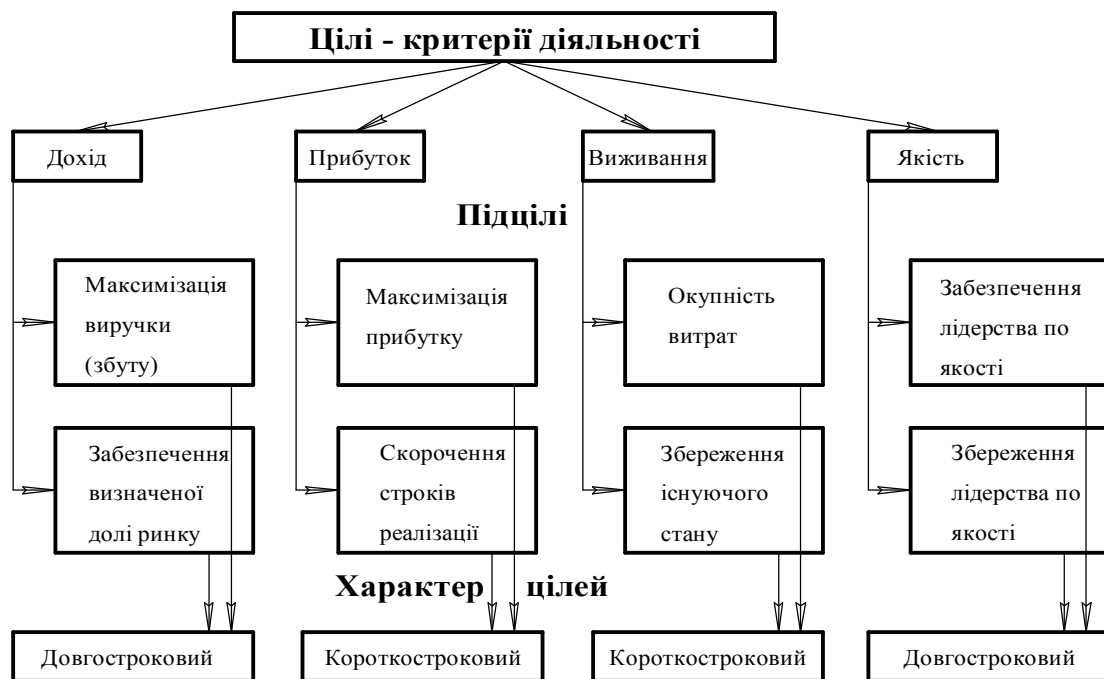 Цілі - критерії діяльності
Дохід
Прибуток
Виживання
Якість
Підцілі
Максимізація
виручки
(збуту)
Максимізація
прибутку
Окупність
витрат
Забезпечення
лідерства по
якості
Забезпечення
визначеної
долі ринку
Скорочення
строків
реалізації
Збереження
існуючого
стану
Збереження
лідерства по
якості
Характер цілей
Довгостроковий
Короткостроковий
Короткостроковий
Довгостроковий